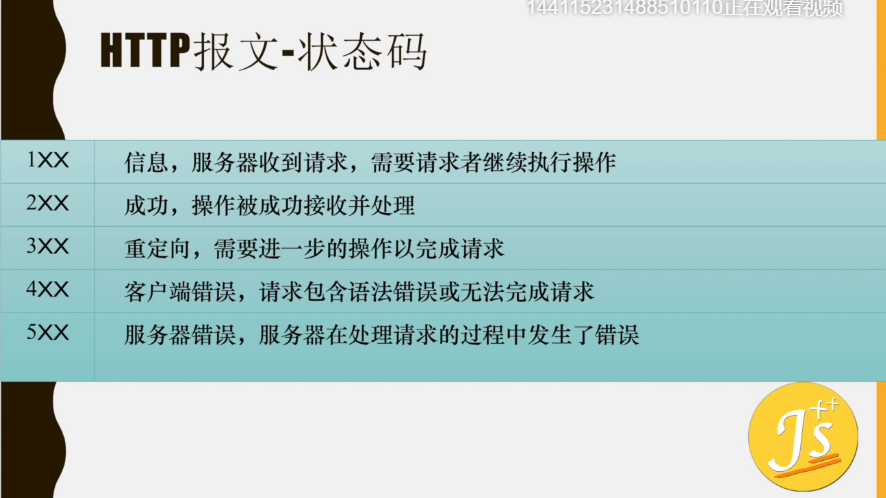 144115231488510110正在观看视频
HTTP报文-状态码
1XX 信息，服务器收到请求，需要请求者继续执行操作
2XX 成功，操作被成功接收并处理
3XX 重定向，需要进一步的操作以完成请求
4XX 客户端错误，请求包含语法错误或无法完成请求
5XX 服务器错误，服务器在处理请求的过程中发生了错误
Js++